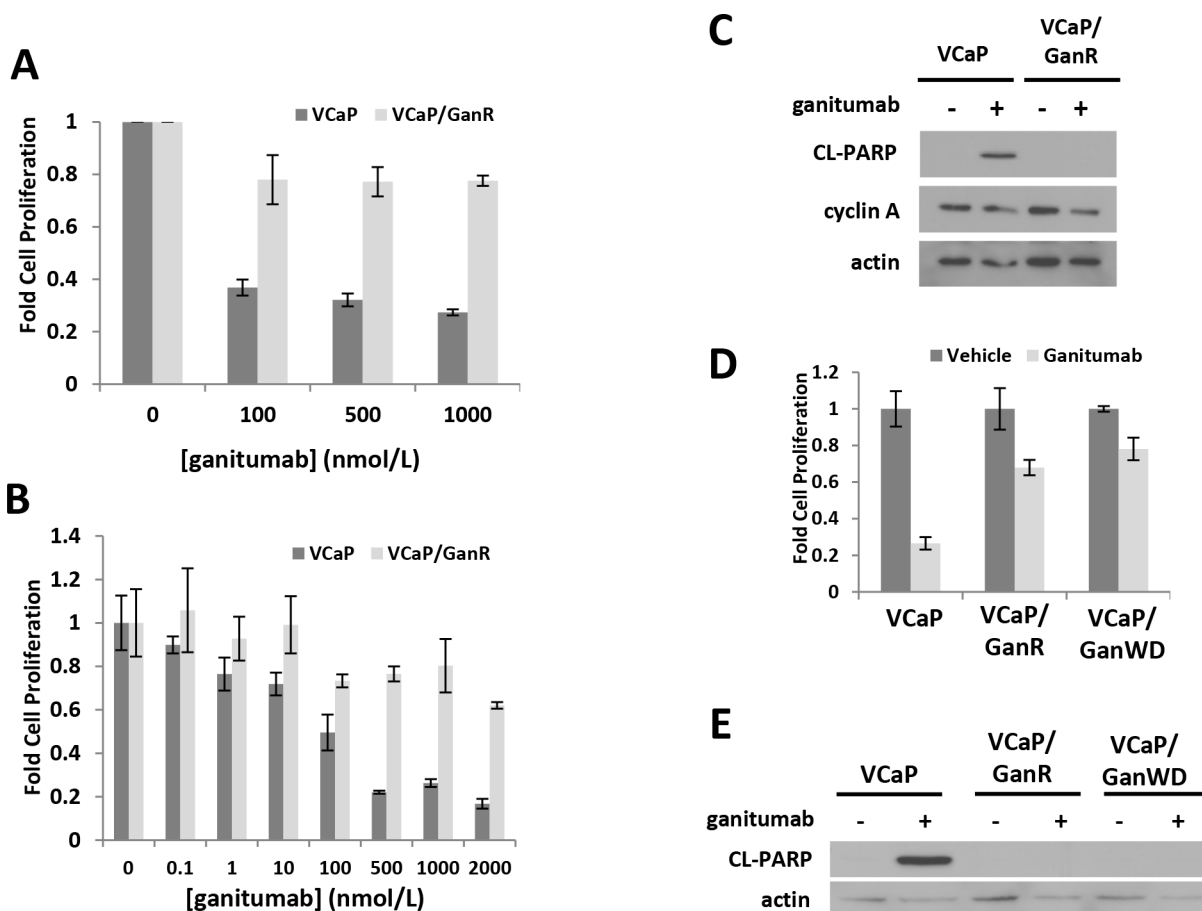 A
VCaP VCaP/GanR
Fold Cell Proliferation
1
0.8
0.6
0.4
0.2
0
0 100 500 1000
[ganitumab] (nmol/L)
B
VCaP VCaP/GanR
Fold Cell Proliferation
1.4
1.2
1
0.8
0.6
0.4
0.2
0
0 0.1 1 10 100 500 1000 2000
[ganitumab] (nmol/L)
C
VCaP
VCaP/
GanR
ganitumab - + - +
CL-PARP
cyclin A
actin
D
Vehicle Ganitumab
Fold Cell Proliferation
1.2
1
0.8
0.6
0.4
0.2
0
VCaP
VCaP/
GanR
VCaP/
GanWD
E
VCaP
VCaP/
GanR
VCaP/
GanWD
ganitumab - + - + - +
CL-PARP
actin